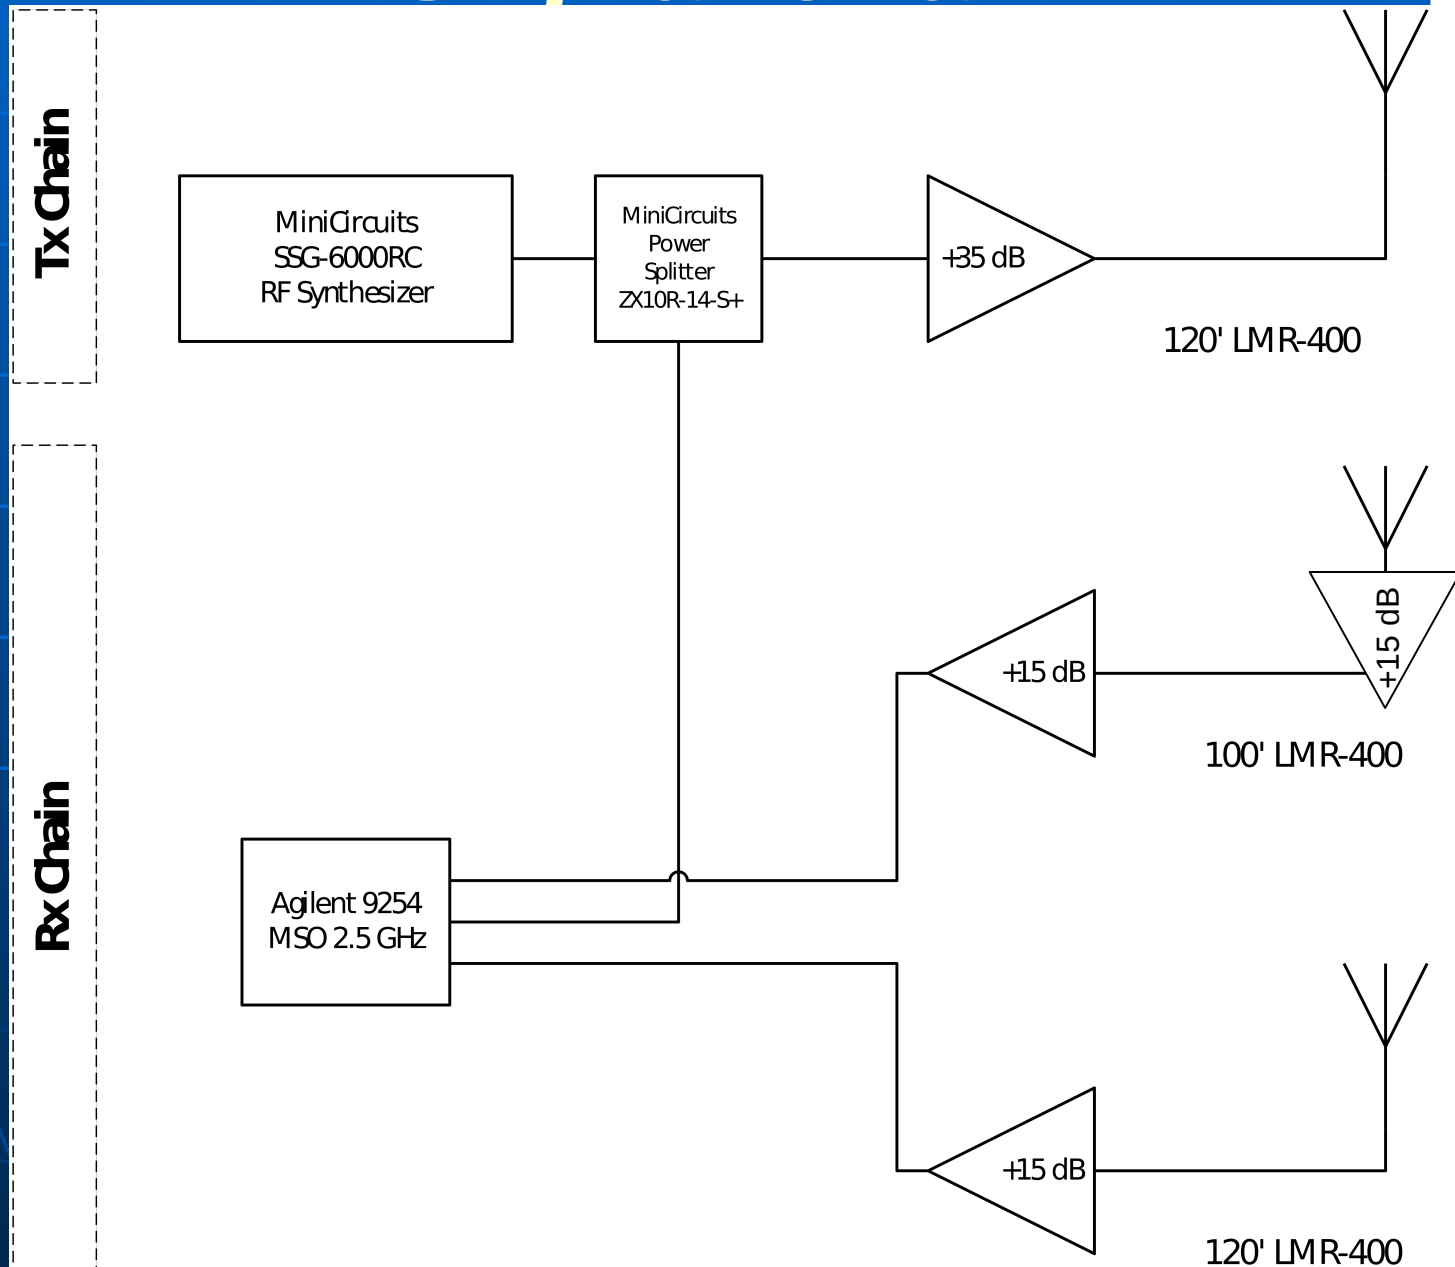 Tx Chain
MiniCircuits
SSG-6000RC
RF Synthesizer
MiniCircuits
Power
Splitter
ZX10R-14-S+
+35 dB
120' LMR-400
Rx Chain
+15 dB
+15 dB
100' LMR-400
Agilent 9254
MSO 2.5 GHz
+15 dB
120' LMR-400